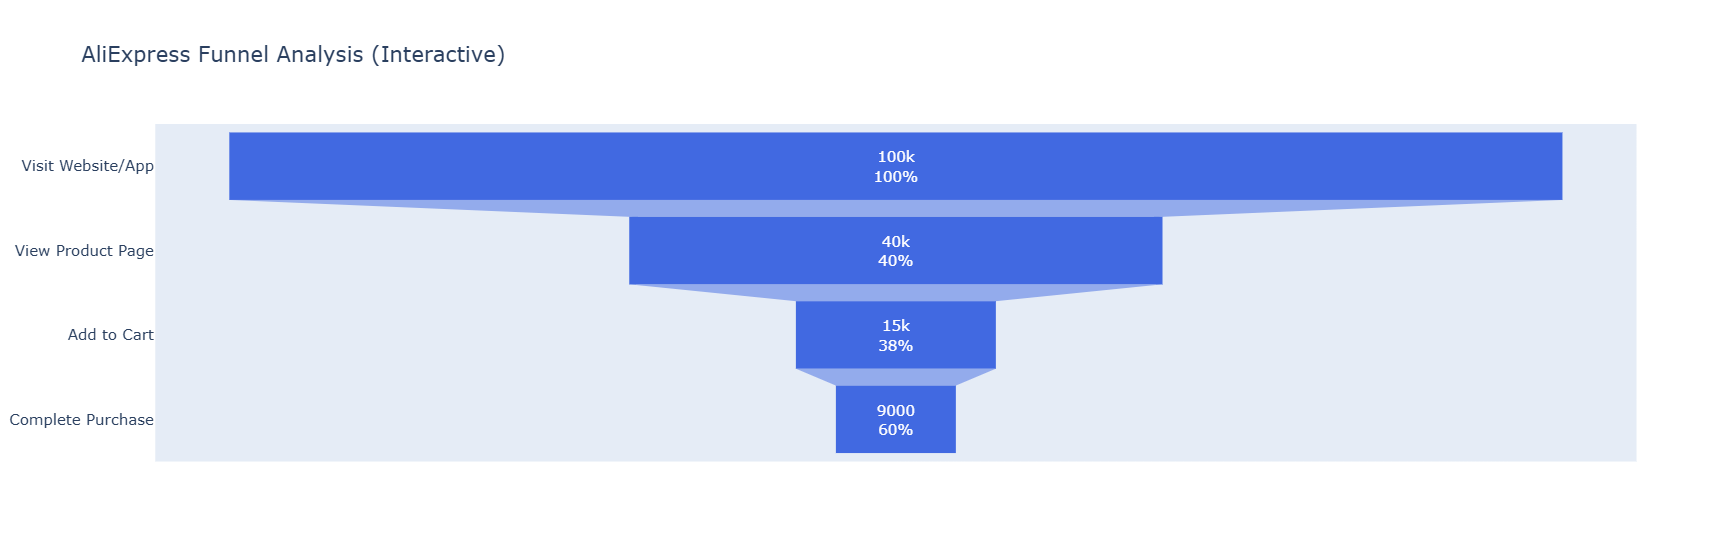 AliExpress Funnel Analysis (Interactive)
Visit Website/App
100k
100%
View Product Page
40k
40%
Add to Cart
15k
38%
Complete Purchase
9000
60%